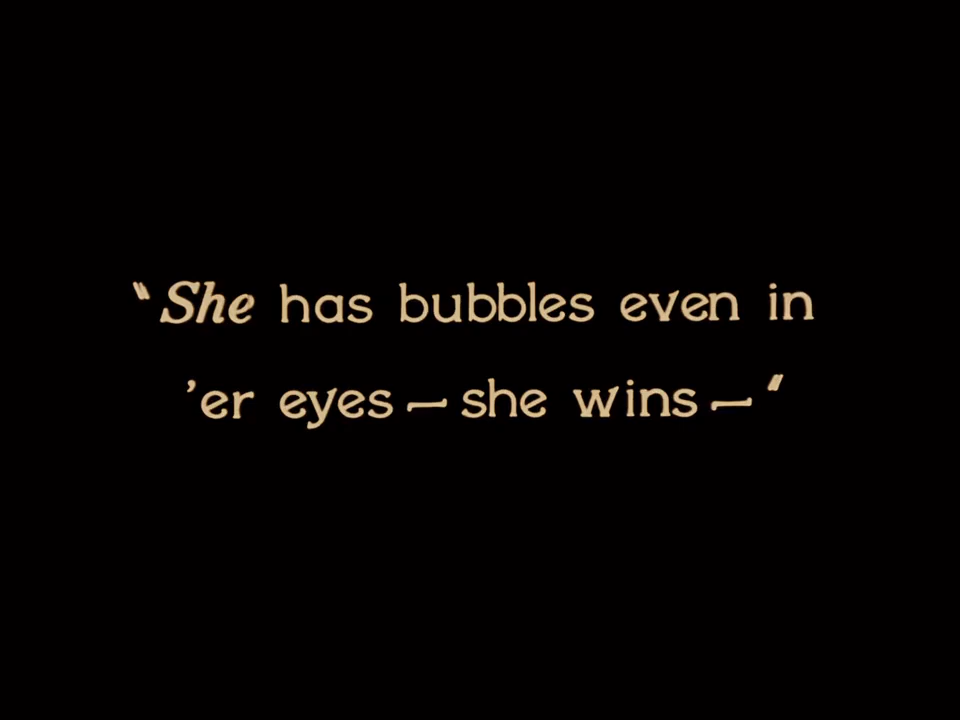 "She has bubbles even in
'er eyes — she wins — "